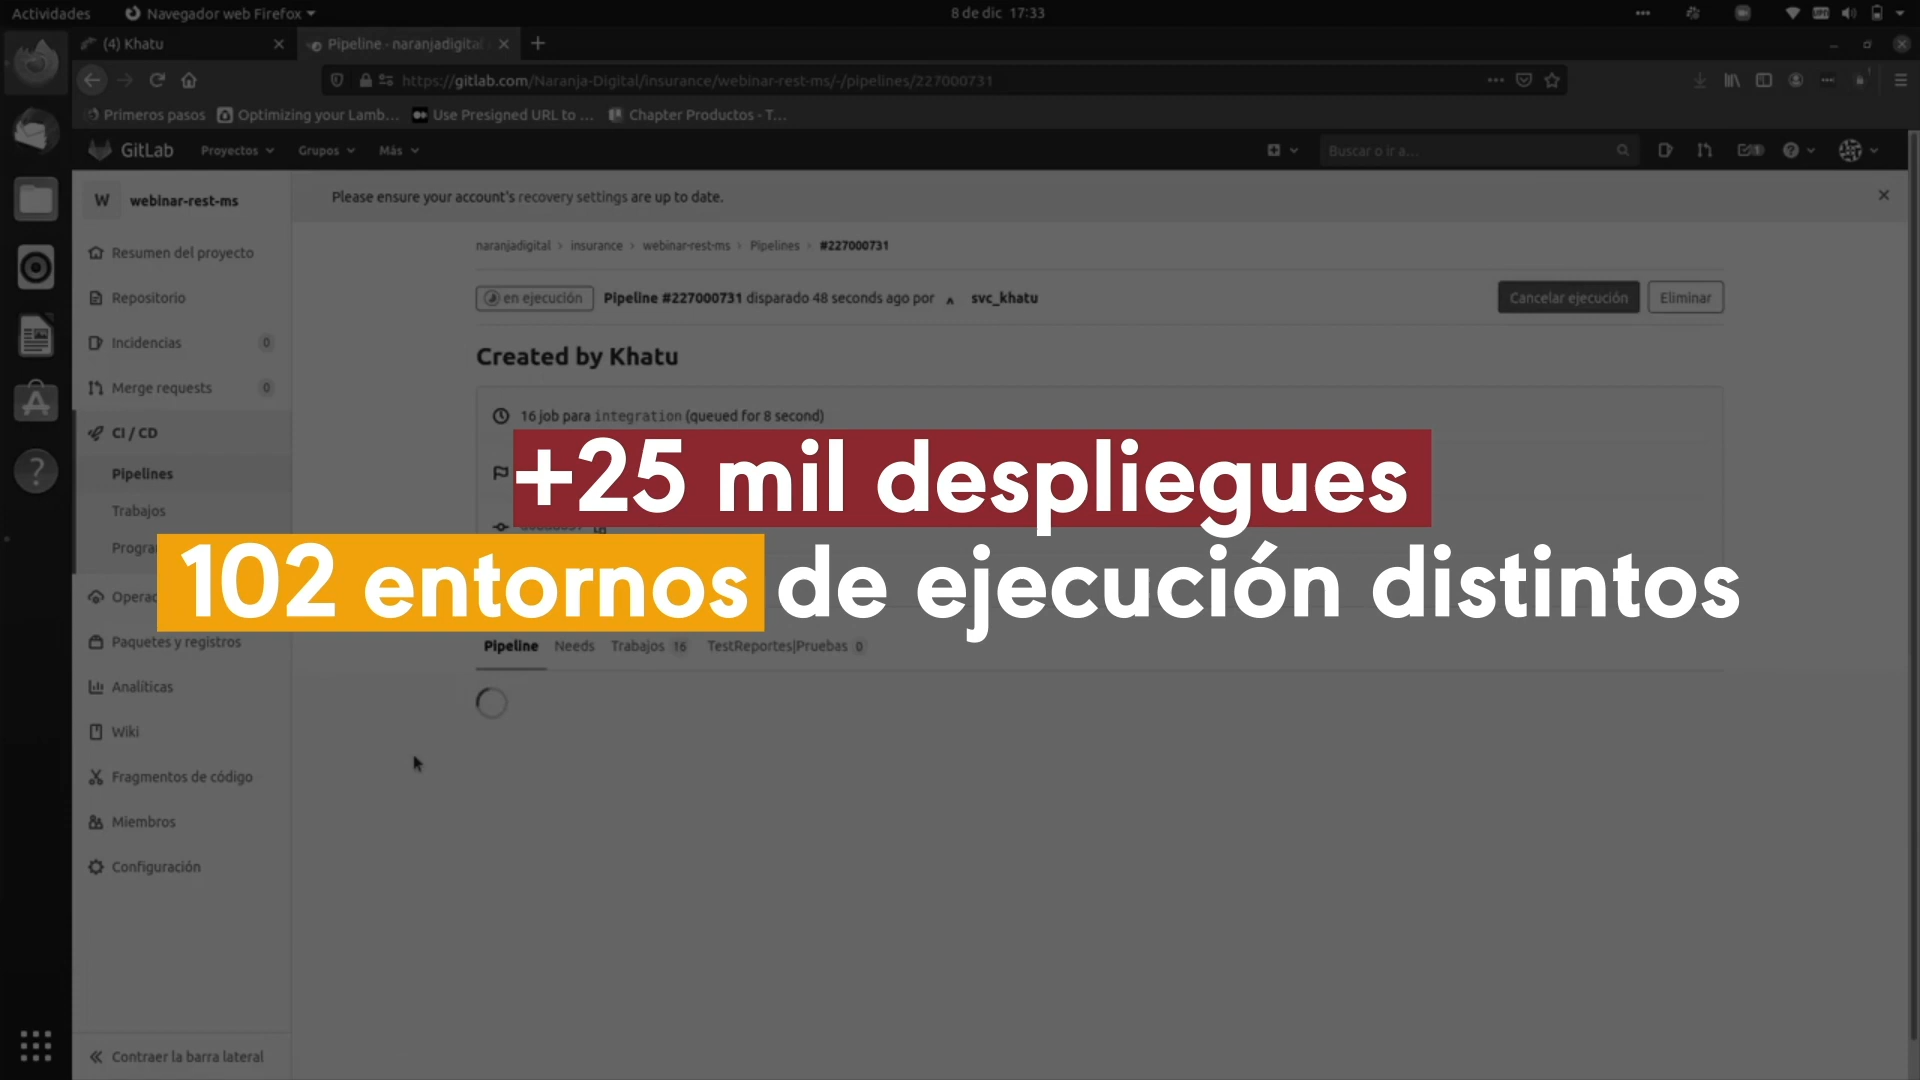 Actividades
Navegador web Firefox
8 de dic 17:33
(4) Khatu
Pipeline · naranjadigital
https://gitlab.com/Naranja-Digital/insurance/webinar-rest-ms/-/pipelines/227000731
Primeros pasos
Optimizing your Lamb...
Use Presigned URL to ...
Chapter Productos - T...
GitLab
Proyectos
Grupos
Más
Buscar o ir a...
W
webinar-rest-ms
Please ensure your account's recovery settings are up to date.
naranjadigital > insurance > webinar-rest-ms > Pipelines > #227000731
Resumen del proyecto
Repositorio
Incidencias 0
Merge requests 0
CI / CD
Pipelines
Trabajos
Operac
Paquetes y registros
Analíticas
Wiki
Fragmentos de código
Miembros
Configuración
Contraer la barra lateral
en ejecución
Pipeline #227000731 disparado 48 seconds ago por
svc_khatu
Cancelar ejecución
Eliminar
Created by Khatu
16 job para integration (queued for 8 second)
+25 mil despliegues
102 entornos de ejecución distintos
Pipeline
Needs
Trabajos 16
TestReportes|Pruebas 0